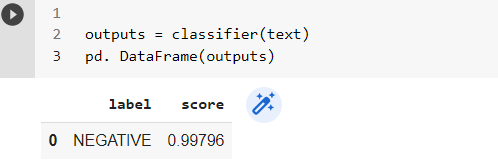 1
2 outputs = classifier(text)
3 pd. DataFrame(outputs)
label score
0 NEGATIVE 0.99796